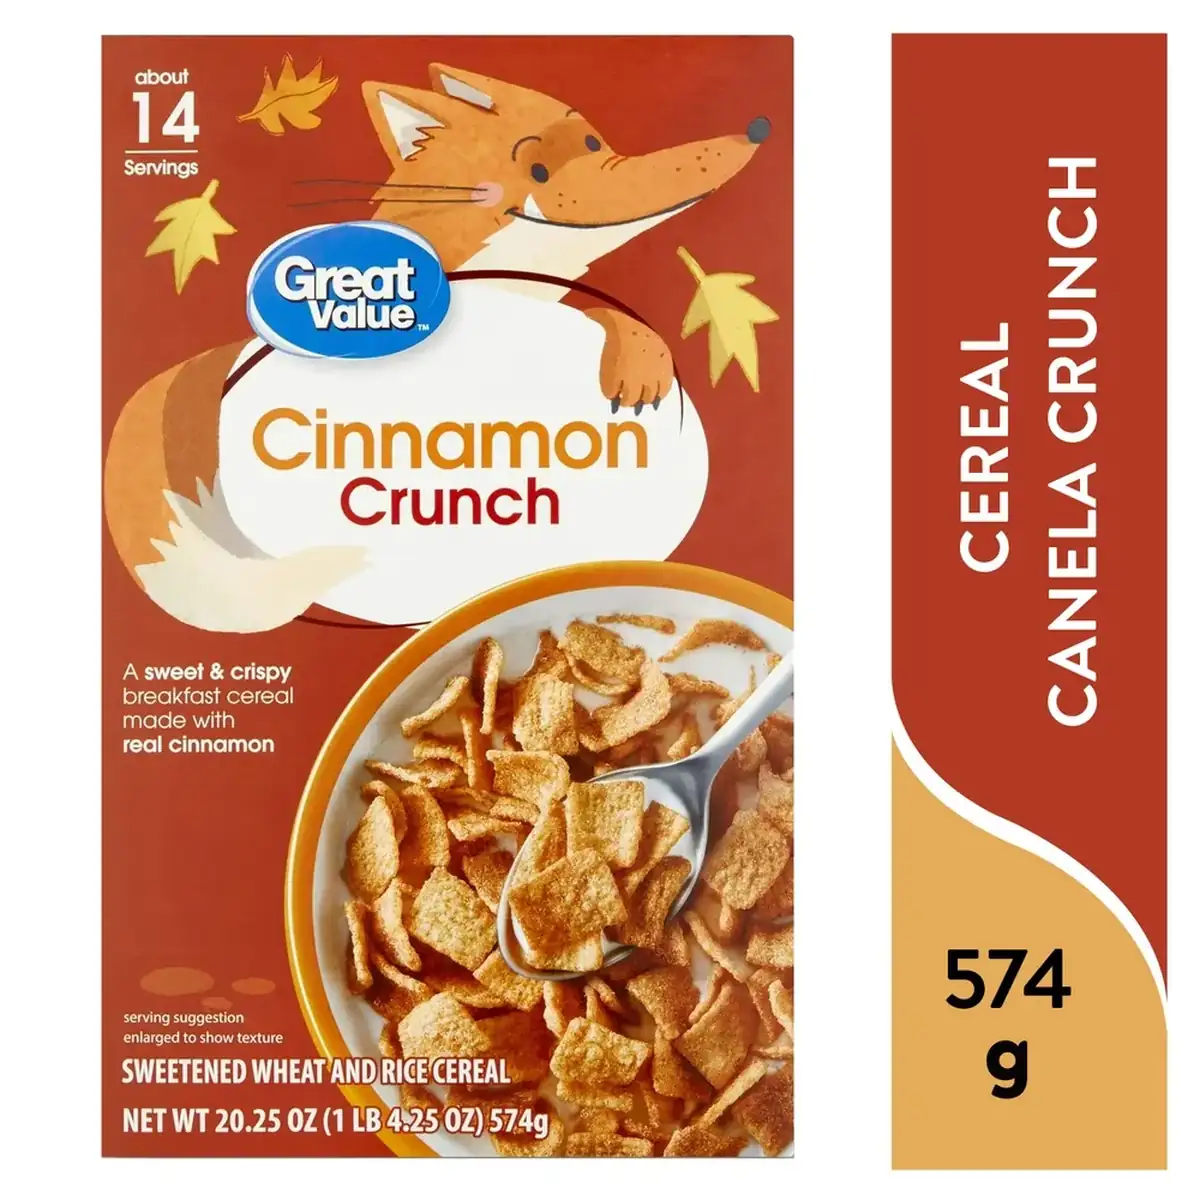 about
14
Servings
Great
Value™
Cinnamon
Crunch
A sweet & crispy
breakfast cereal
made with
real cinnamon
serving suggestion
enlarged to show texture
SWEETENED WHEAT AND RICE CEREAL
NET WT 20.25 OZ (1 LB 4.25 OZ) 574g
CEREAL
CANELA CRUNCH
574
g